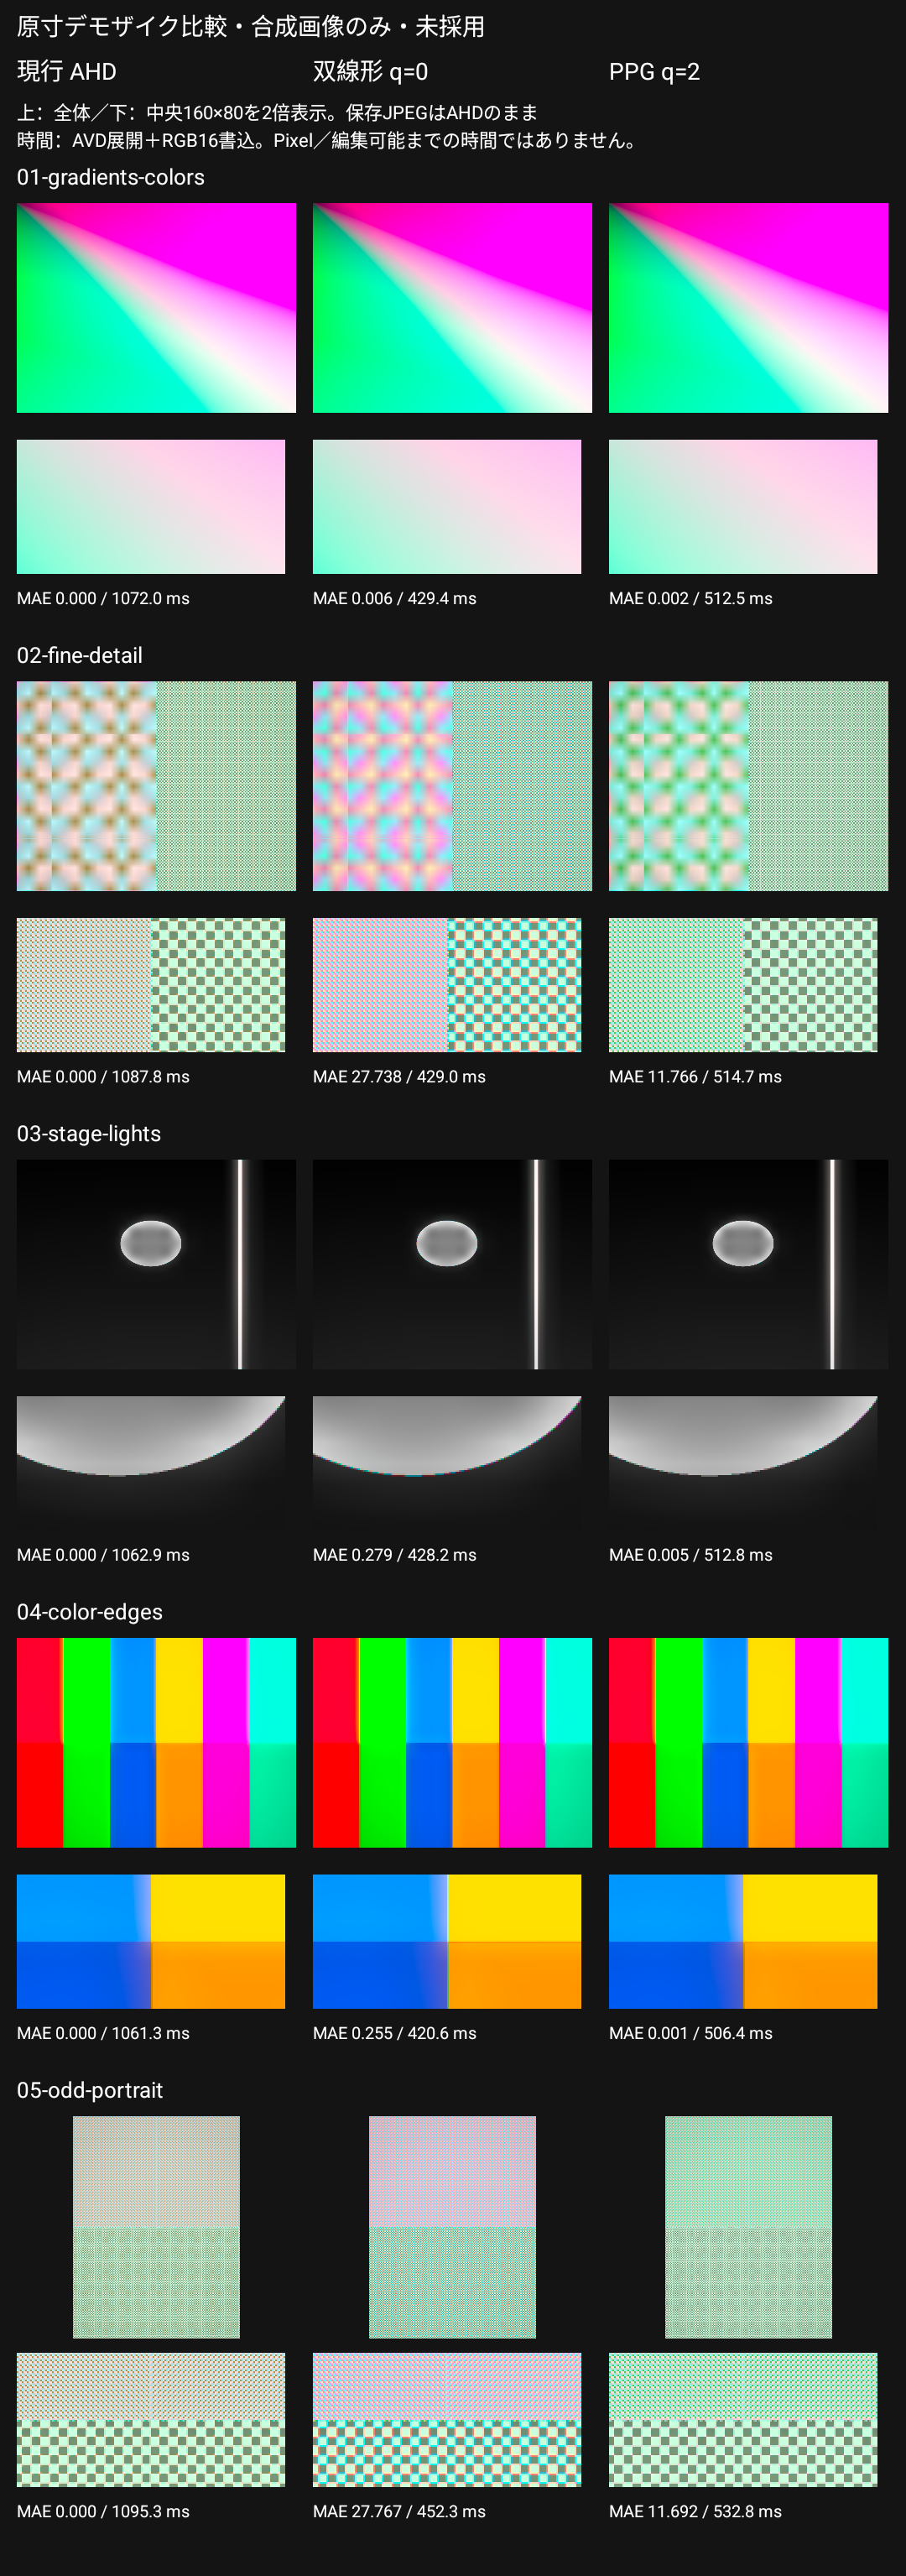 原寸デモザイク比較・合成画像のみ・未採用
現行 AHD 双線形 q=0 PPG q=2
上：全体／下：中央160×80を2倍表示。保存JPEGはAHDのまま
時間：AVD展開＋RGB16書込。Pixel／編集可能までの時間ではありません。
01-gradients-colors
MAE 0.000 / 1072.0 ms MAE 0.006 / 429.4 ms MAE 0.002 / 512.5 ms
02-fine-detail
MAE 0.000 / 1087.8 ms MAE 27.738 / 429.0 ms MAE 11.766 / 514.7 ms
03-stage-lights
MAE 0.000 / 1062.9 ms MAE 0.279 / 428.2 ms MAE 0.005 / 512.8 ms
04-color-edges
MAE 0.000 / 1061.3 ms MAE 0.255 / 420.6 ms MAE 0.001 / 506.4 ms
05-odd-portrait
MAE 0.000 / 1095.3 ms MAE 27.767 / 452.3 ms MAE 11.692 / 532.8 ms